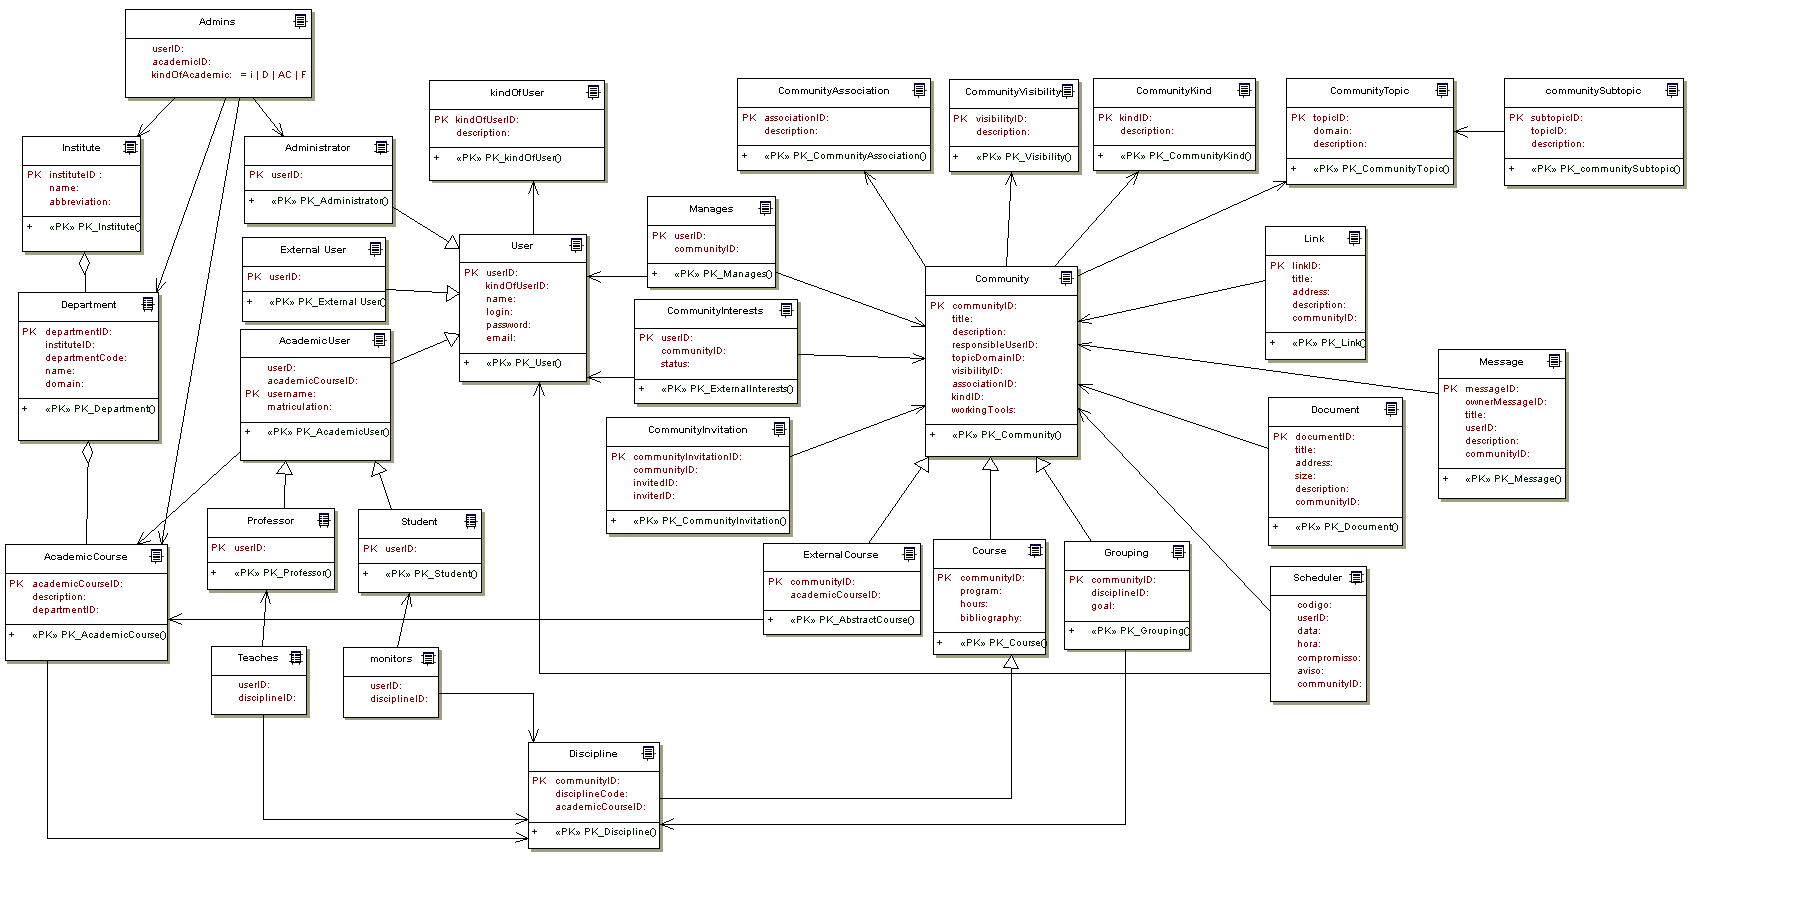 Admins
userID:
academicID:
kindOfAcademic: = i | D | AC | F
Institute
PK instituteID :
name:
abbreviation:
+ «PK» PK_Institute()
Administrator
PK userID:
+ «PK» PK_Administrator()
kindOfUser
PK kindOfUserID:
description:
+ «PK» PK_kindOfUser()
CommunityAssociation
PK associationID:
description:
+ «PK» PK_CommunityAssociation()
CommunityVisibility
PK visibilityID:
description:
+ «PK» PK_Visibility()
CommunityKind
PK kindID:
description:
+ «PK» PK_CommunityKind()
CommunityTopic
PK topicID:
domain:
description:
+ «PK» PK_CommunityTopic()
communitySubtopic
PK subtopicID:
topicID:
description:
+ «PK» PK_communitySubtopic()
External User
PK userID:
+ «PK» PK_External User()
User
PK userID:
kindOfUserID:
name:
login:
password:
email:
+ «PK» PK_User()
Manages
PK userID:
communityID:
+ «PK» PK_Manages()
Community
PK communityID:
title:
description:
responsibleUserID:
topicDomainID:
visibilityID:
associationID:
kindID:
workingTools:
+ «PK» PK_Community()
Link
PK linkID:
title:
address:
description:
communityID:
+ «PK» PK_Link()
Department
PK departmentID:
instituteID:
departmentCode:
name:
domain:
+ «PK» PK_Department()
AcademicUser
userID:
academicCourseID:
PK username:
matriculation:
+ «PK» PK_AcademicUser()
CommunityInterests
PK userID:
communityID:
status:
+ «PK» PK_ExternalInterests()
Message
PK messageID:
ownerMessageID:
title:
userID:
description:
communityID:
+ «PK» PK_Message()
CommunityInvitation
PK communityInvitationID:
communityID:
invitedID:
inviterID:
+ «PK» PK_CommunityInvitation()
Document
PK documentID:
title:
address:
size:
description:
communityID:
+ «PK» PK_Document()
AcademicCourse
PK academicCourseID:
description:
departmentID:
+ «PK» PK_AcademicCourse()
Professor
PK userID:
+ «PK» PK_Professor()
Student
PK userID:
+ «PK» PK_Student()
ExternalCourse
PK communityID:
academicCourseID:
+ «PK» PK_AbstractCourse()
Course
PK communityID:
program:
hours:
bibliography:
+ «PK» PK_Course()
Grouping
PK communityID:
disciplineID:
goal:
+ «PK» PK_Grouping()
Scheduler
codigo:
userID:
data:
hora:
compromisso:
aviso:
communityID:
Teaches
userID:
disciplineID:
monitors
userID:
disciplineID:
Discipline
PK communityID:
disciplineCode:
academicCourseID:
+ «PK» PK_Discipline()